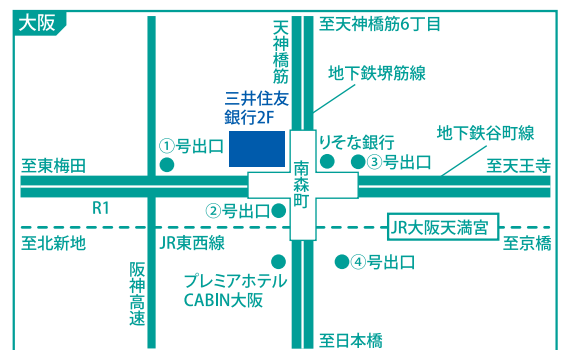 大阪
天神橋筋
至天神橋筋6丁目
地下鉄堺筋線
三井住友
銀行2F
①号出口
りそな銀行
③号出口
地下鉄谷町線
至東梅田
至天王寺
南森町
R1
②号出口
JR大阪天満宮
至北新地
JR東西線
至京橋
阪神高速
プレミアホテル
CABIN大阪
④号出口
至日本橋